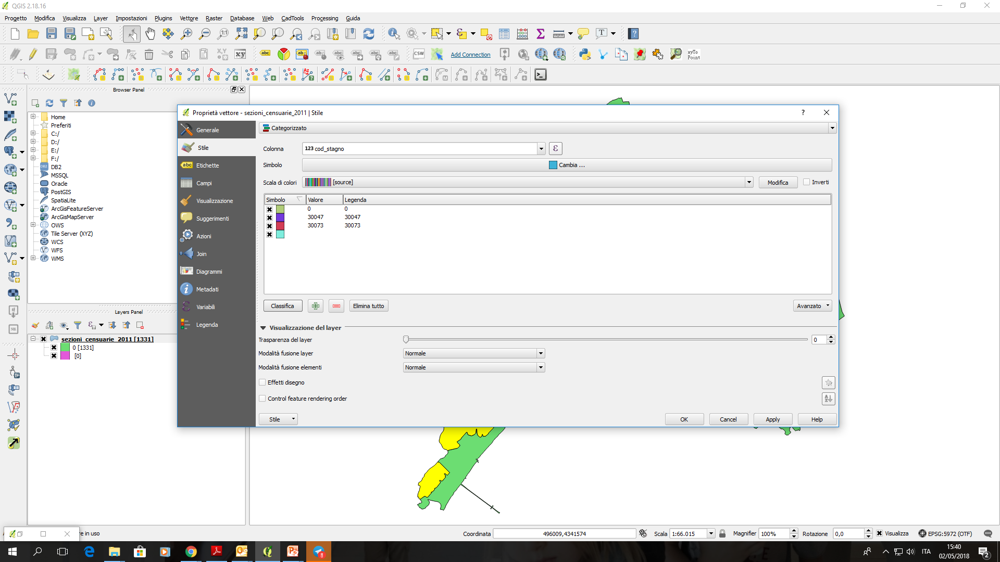 QGIS 2.18.16
Progetto Modifica Visualizza Layer Impostazioni Plugins Vettore Raster Database Web CadTools Processing Guida
CSW Add Connection xyTo Point
Browser Panel
Home
Preferiti
C:/
D:/
E:/
F:/
DB2
MSSQL
Oracle
PostGIS
SpatiaLite
ArcGisFeatureServer
ArcGisMapServer
OWS
Tile Server (XYZ)
WCS
WFS
WMS
Layers Panel
sezioni_censuarie_2011 [1331]
0 [1331]
[0]
Proprietà vettore - sezioni_censuarie_2011 | Stile
?
Generale
Stile
Etichette
Campi
Visualizzazione
Suggerimenti
Azioni
Join
Diagrammi
Metadati
Variabili
Legenda
Categorizzato
Colonna 123 cod_stagno ε
Simbolo Cambia ...
Scala di colori [source] Modifica Inverti
Simbolo Valore Legenda
0 0
30047 30047
30073 30073
Classifica Elimina tutto Avanzato
Visualizzazione del layer
Trasparenza del layer 0
Modalità fusione layer Normale
Modalità fusione elementi Normale
Effetti disegno
Control feature rendering order
Stile OK Cancel Apply Help
re in uso
Coordinata 496009,4341574 Scala 1:66.015 Magnifier 100% Rotazione 0,0 Visualizza EPSG:5972 (OTF)
ITA
15:40
02/05/2018
2